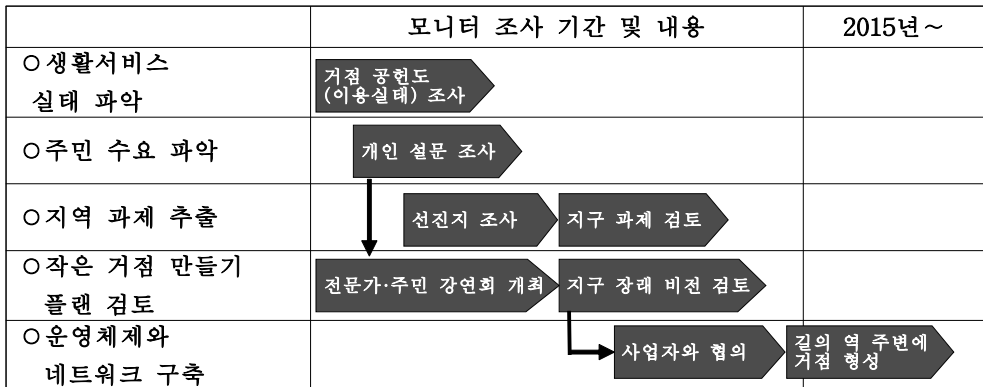 모니터 조사 기간 및 내용
2015년~
○생활서비스
실태 파악
거점 공헌도
(이용실태) 조사
○주민 수요 파악
개인 설문 조사
○지역 과제 추출
선진지 조사
지구 과제 검토
○작은 거점 만들기
플랜 검토
전문가·주민 강연회 개최
지구 장래 비전 검토
○운영체제와
네트워크 구축
사업자와 협의
길의 역 주변에
거점 형성